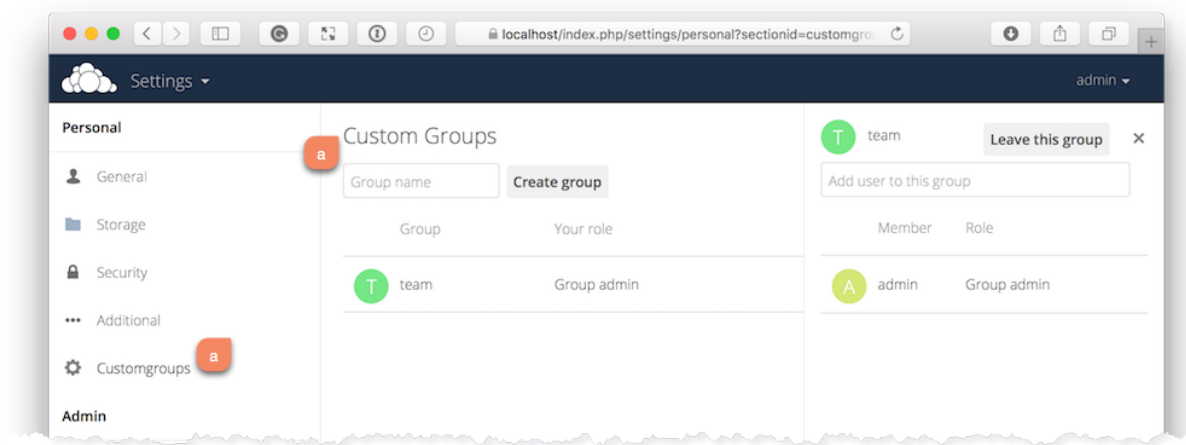 localhost/index.php/settings/personal?sectionid=customgro
Settings
admin
Personal
General
Storage
Security
Additional
Customgroups
a
Admin
a
Custom Groups
Group name
Create group
Group Your role
T team Group admin
T team Leave this group ×
Add user to this group
Member Role
A admin Group admin